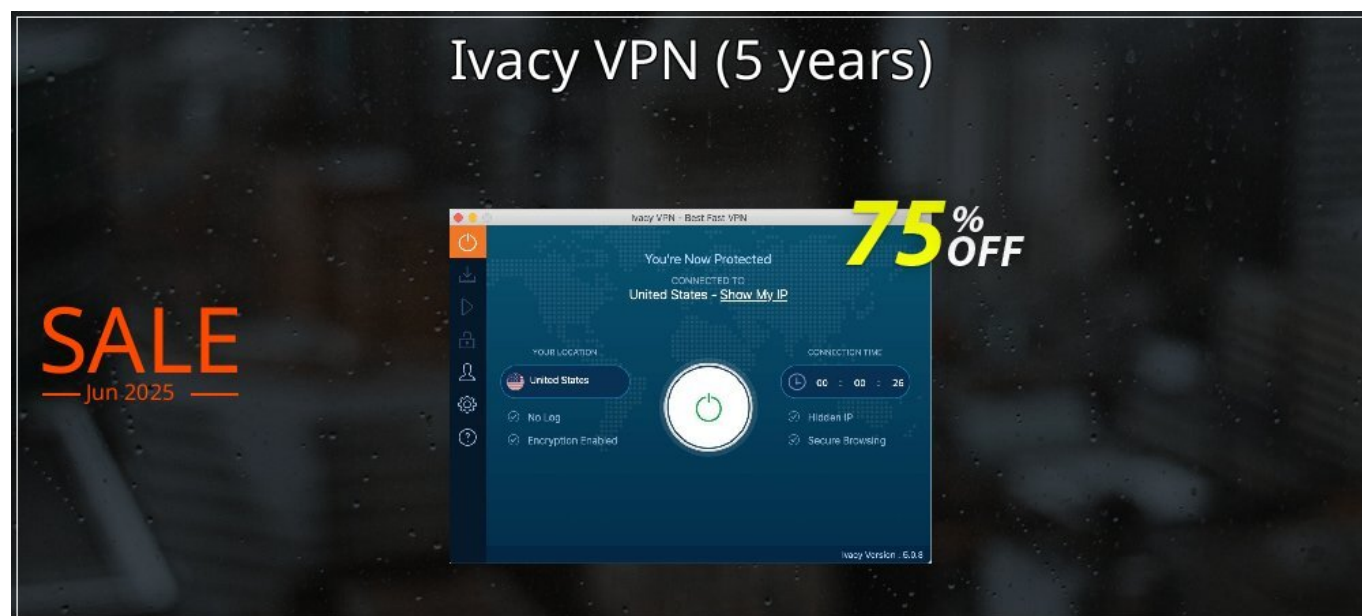 Ivacy VPN (5 years)
Ivacy VPN - Best Fast VPN
75% OFF
You're Now Protected
CONNECTED TO
United States - Show My IP
SALE
Jun 2025
YOUR LOCATION
CONNECTION TIME
United States
00 : 00 : 26
No Log
Hidden IP
Encryption Enabled
Secure Browsing
Ivacy Version : 6.0.8